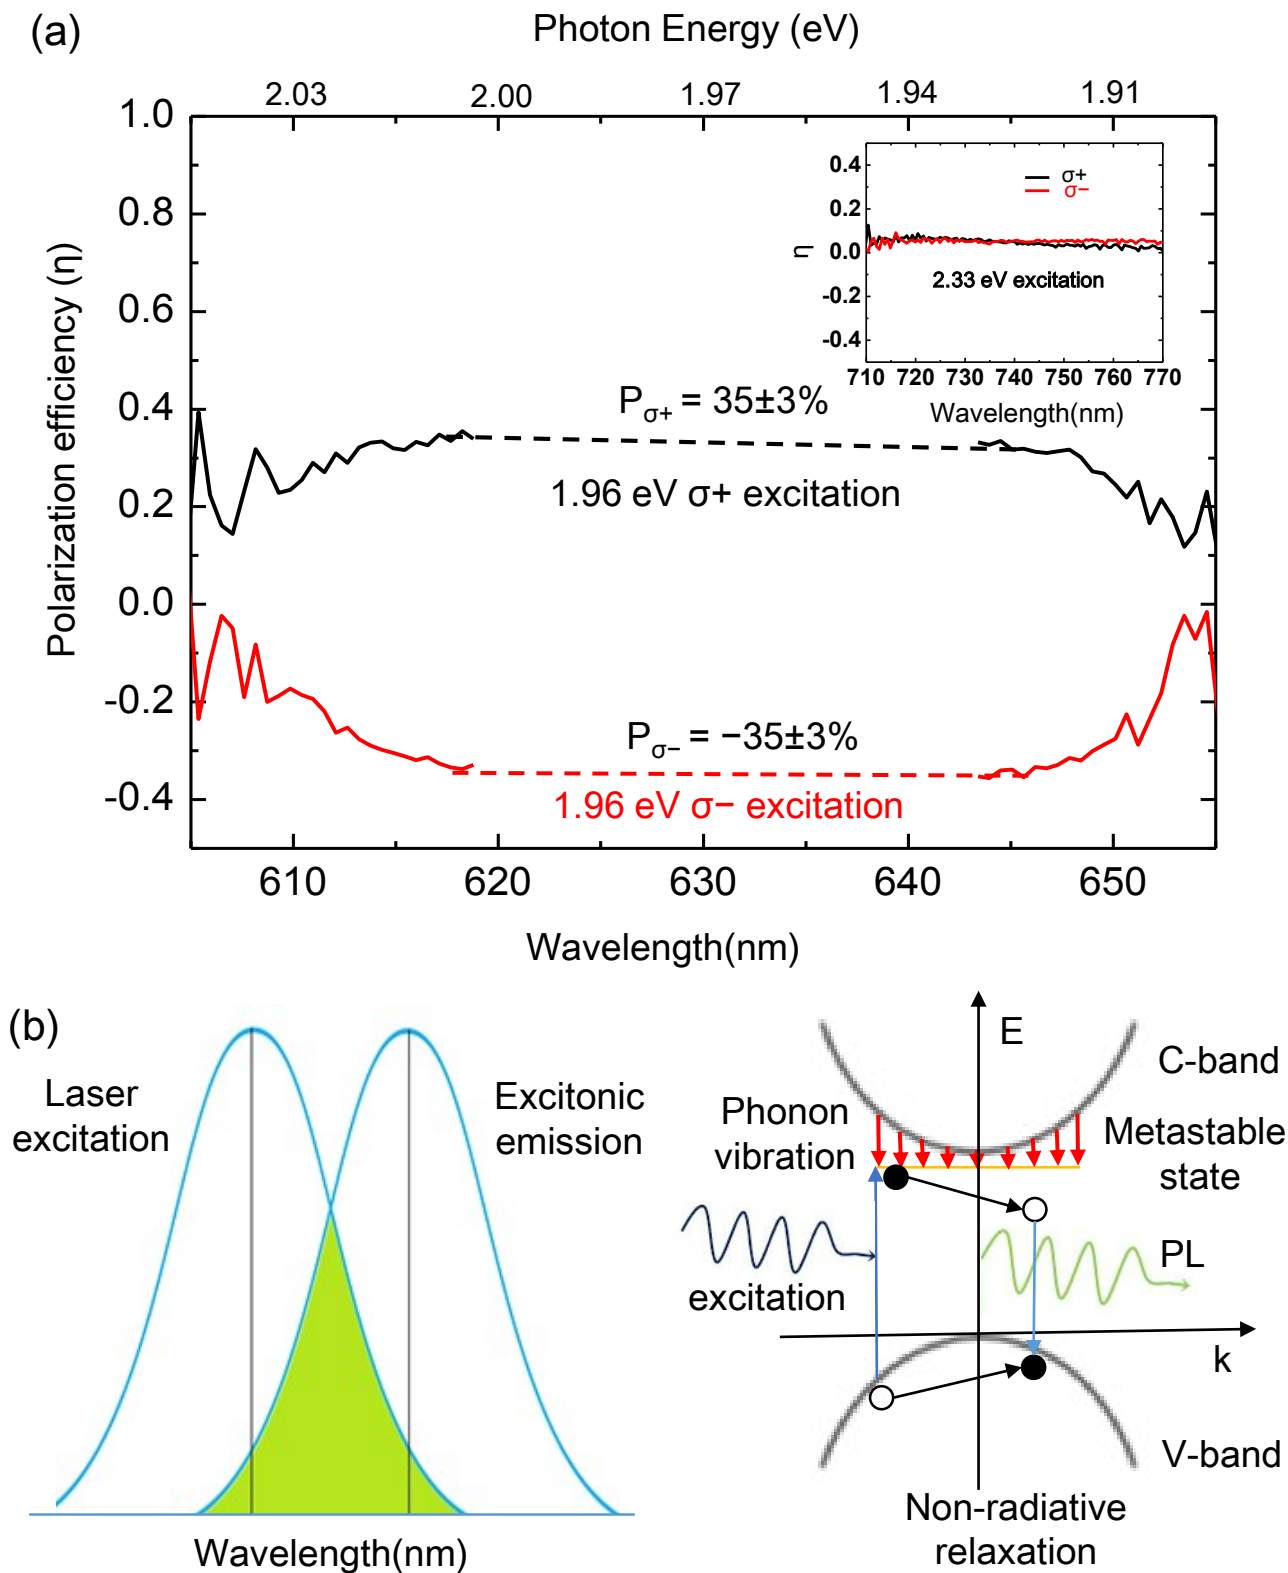 (a)
Photon Energy (eV)
2.03 2.00 1.97 1.94 1.91
1.0
0.8
0.6
0.4
0.2
0.0
-0.2
-0.4
Polarization efficiency (η)
0.4
0.2
0.0
-0.2
-0.4
η
σ+
σ−
2.33 eV excitation
710 720 730 740 750 760 770
Wavelength(nm)
Pσ+ = 35±3%
1.96 eV σ+ excitation
Pσ− = −35±3%
1.96 eV σ− excitation
610 620 630 640 650
Wavelength(nm)
(b)
Laser
excitation
Excitonic
emission
Wavelength(nm)
E
C-band
Phonon
vibration
Metastable
state
excitation
PL
k
V-band
Non-radiative
relaxation